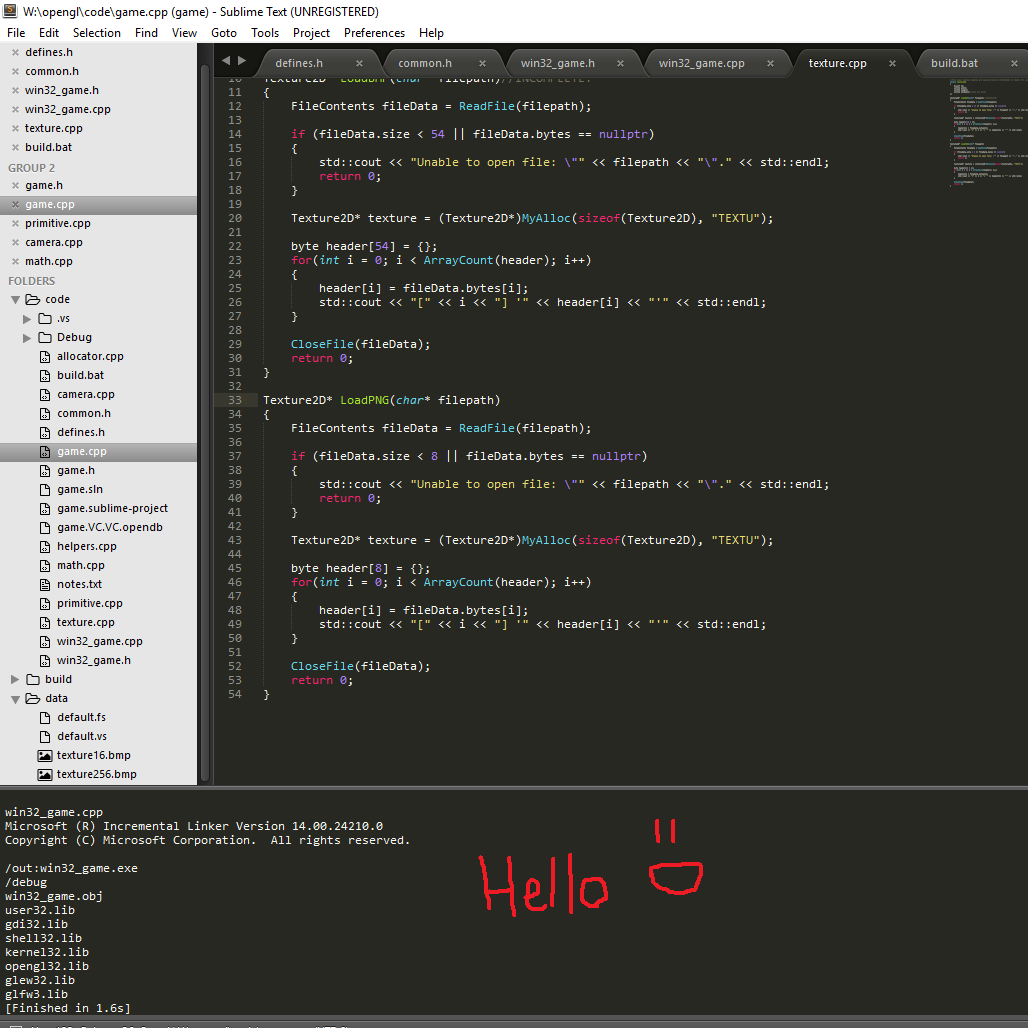 W:\opengl\code\game.cpp (game) - Sublime Text (UNREGISTERED)
File Edit Selection Find View Goto Tools Project Preferences Help
defines.h
common.h
win32_game.h
win32_game.cpp
texture.cpp
build.bat
GROUP 2
game.h
game.cpp
primitive.cpp
camera.cpp
math.cpp
FOLDERS
code
.vs
Debug
allocator.cpp
build.bat
camera.cpp
common.h
defines.h
game.cpp
game.h
game.sln
game.sublime-project
game.VC.VC.opendb
helpers.cpp
math.cpp
notes.txt
primitive.cpp
texture.cpp
win32_game.cpp
win32_game.h
build
data
default.fs
default.vs
texture16.bmp
texture256.bmp
defines.h common.h win32_game.h win32_game.cpp texture.cpp build.bat
10 Texture2D* LoadBMP(char* filepath)//INCOMPLETE.
11 {
12 FileContents fileData = ReadFile(filepath);
13
14 if (fileData.size < 54 || fileData.bytes == nullptr)
15 {
16 std::cout << "Unable to open file: \"" << filepath << "\"." << std::endl;
17 return 0;
18 }
19
20 Texture2D* texture = (Texture2D*)MyAlloc(sizeof(Texture2D), "TEXTU");
21
22 byte header[54] = {};
23 for(int i = 0; i < ArrayCount(header); i++)
24 {
25 header[i] = fileData.bytes[i];
26 std::cout << "[" << i << "] '" << header[i] << "'" << std::endl;
27 }
28
29 CloseFile(fileData);
30 return 0;
31 }
32
33 Texture2D* LoadPNG(char* filepath)
34 {
35 FileContents fileData = ReadFile(filepath);
36
37 if (fileData.size < 8 || fileData.bytes == nullptr)
38 {
39 std::cout << "Unable to open file: \"" << filepath << "\"." << std::endl;
40 return 0;
41 }
42
43 Texture2D* texture = (Texture2D*)MyAlloc(sizeof(Texture2D), "TEXTU");
44
45 byte header[8] = {};
46 for(int i = 0; i < ArrayCount(header); i++)
47 {
48 header[i] = fileData.bytes[i];
49 std::cout << "[" << i << "] '" << header[i] << "'" << std::endl;
50 }
51
52 CloseFile(fileData);
53 return 0;
54 }
win32_game.cpp
Microsoft (R) Incremental Linker Version 14.00.24210.0
Copyright (C) Microsoft Corporation.  All rights reserved.
/out:win32_game.exe
/debug
win32_game.obj
user32.lib
gdi32.lib
shell32.lib
kernel32.lib
opengl32.lib
glew32.lib
glfw3.lib
[Finished in 1.6s]
Hello